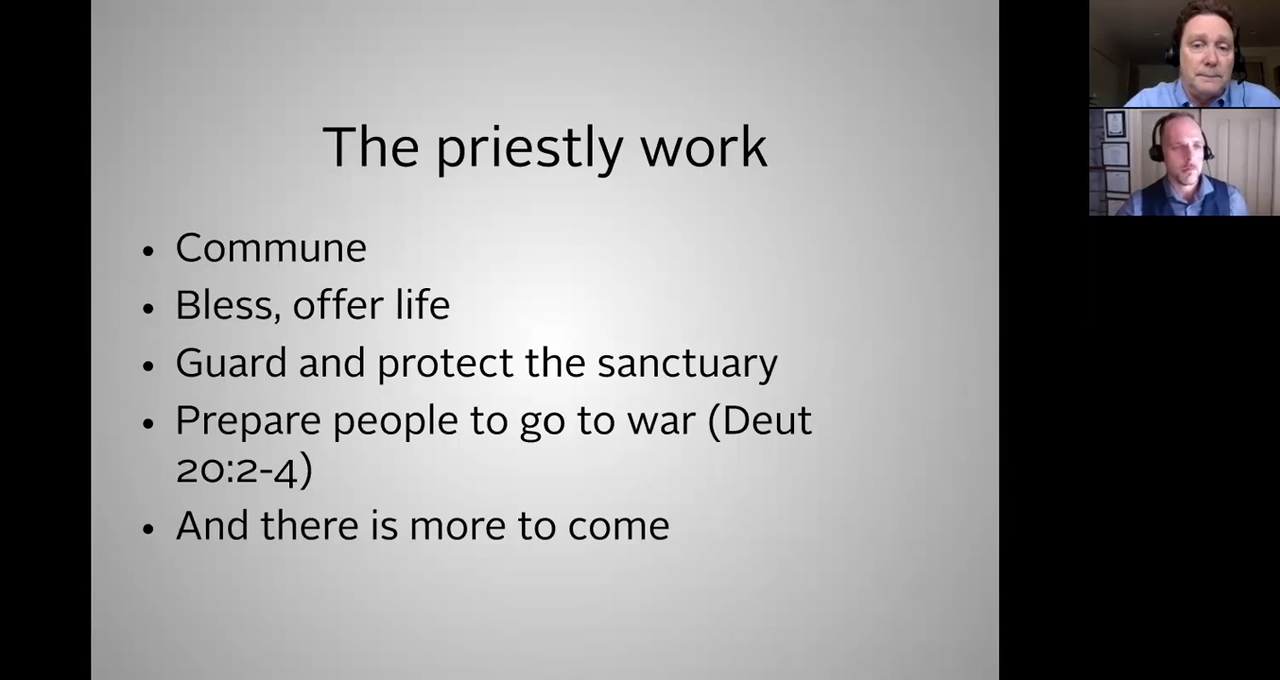 The priestly work
• Commune
• Bless, offer life
• Guard and protect the sanctuary
• Prepare people to go to war (Deut
20:2-4)
• And there is more to come